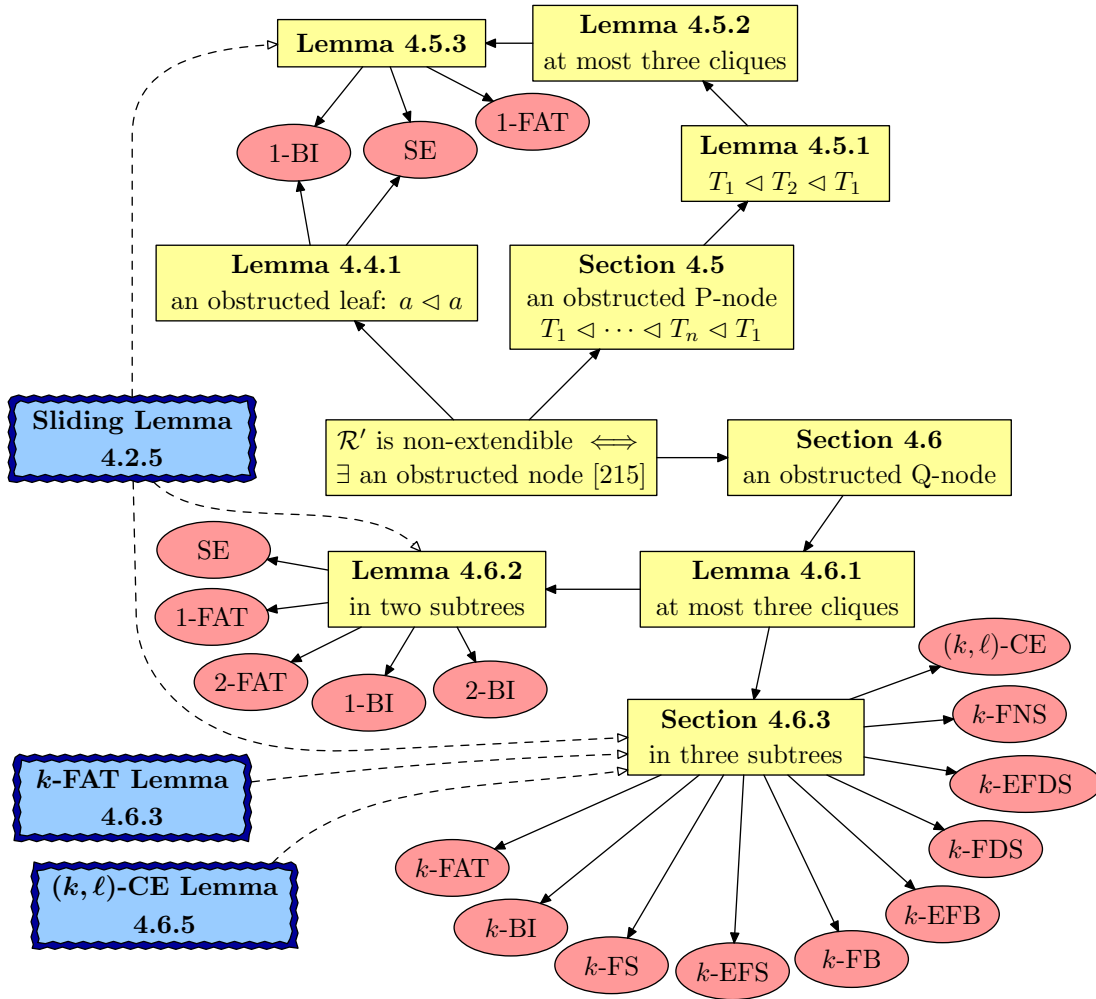 Lemma 4.5.3
Lemma 4.5.2
at most three cliques
1-BI
SE
1-FAT
Lemma 4.5.1
T₁ ◁ T₂ ◁ T₁
Lemma 4.4.1
an obstructed leaf: a ◁ a
Section 4.5
an obstructed P-node
T₁ ◁ ··· ◁ Tₙ ◁ T₁
Sliding Lemma
4.2.5
ℛ′ is non-extendible ⟺
∃ an obstructed node [215]
Section 4.6
an obstructed Q-node
SE
1-FAT
2-FAT
1-BI
2-BI
Lemma 4.6.2
in two subtrees
Lemma 4.6.1
at most three cliques
Section 4.6.3
in three subtrees
(k, ℓ)-CE
k-FNS
k-EFDS
k-FDS
k-EFB
k-FB
k-EFS
k-FS
k-BI
k-FAT
k-FAT Lemma
4.6.3
(k, ℓ)-CE Lemma
4.6.5